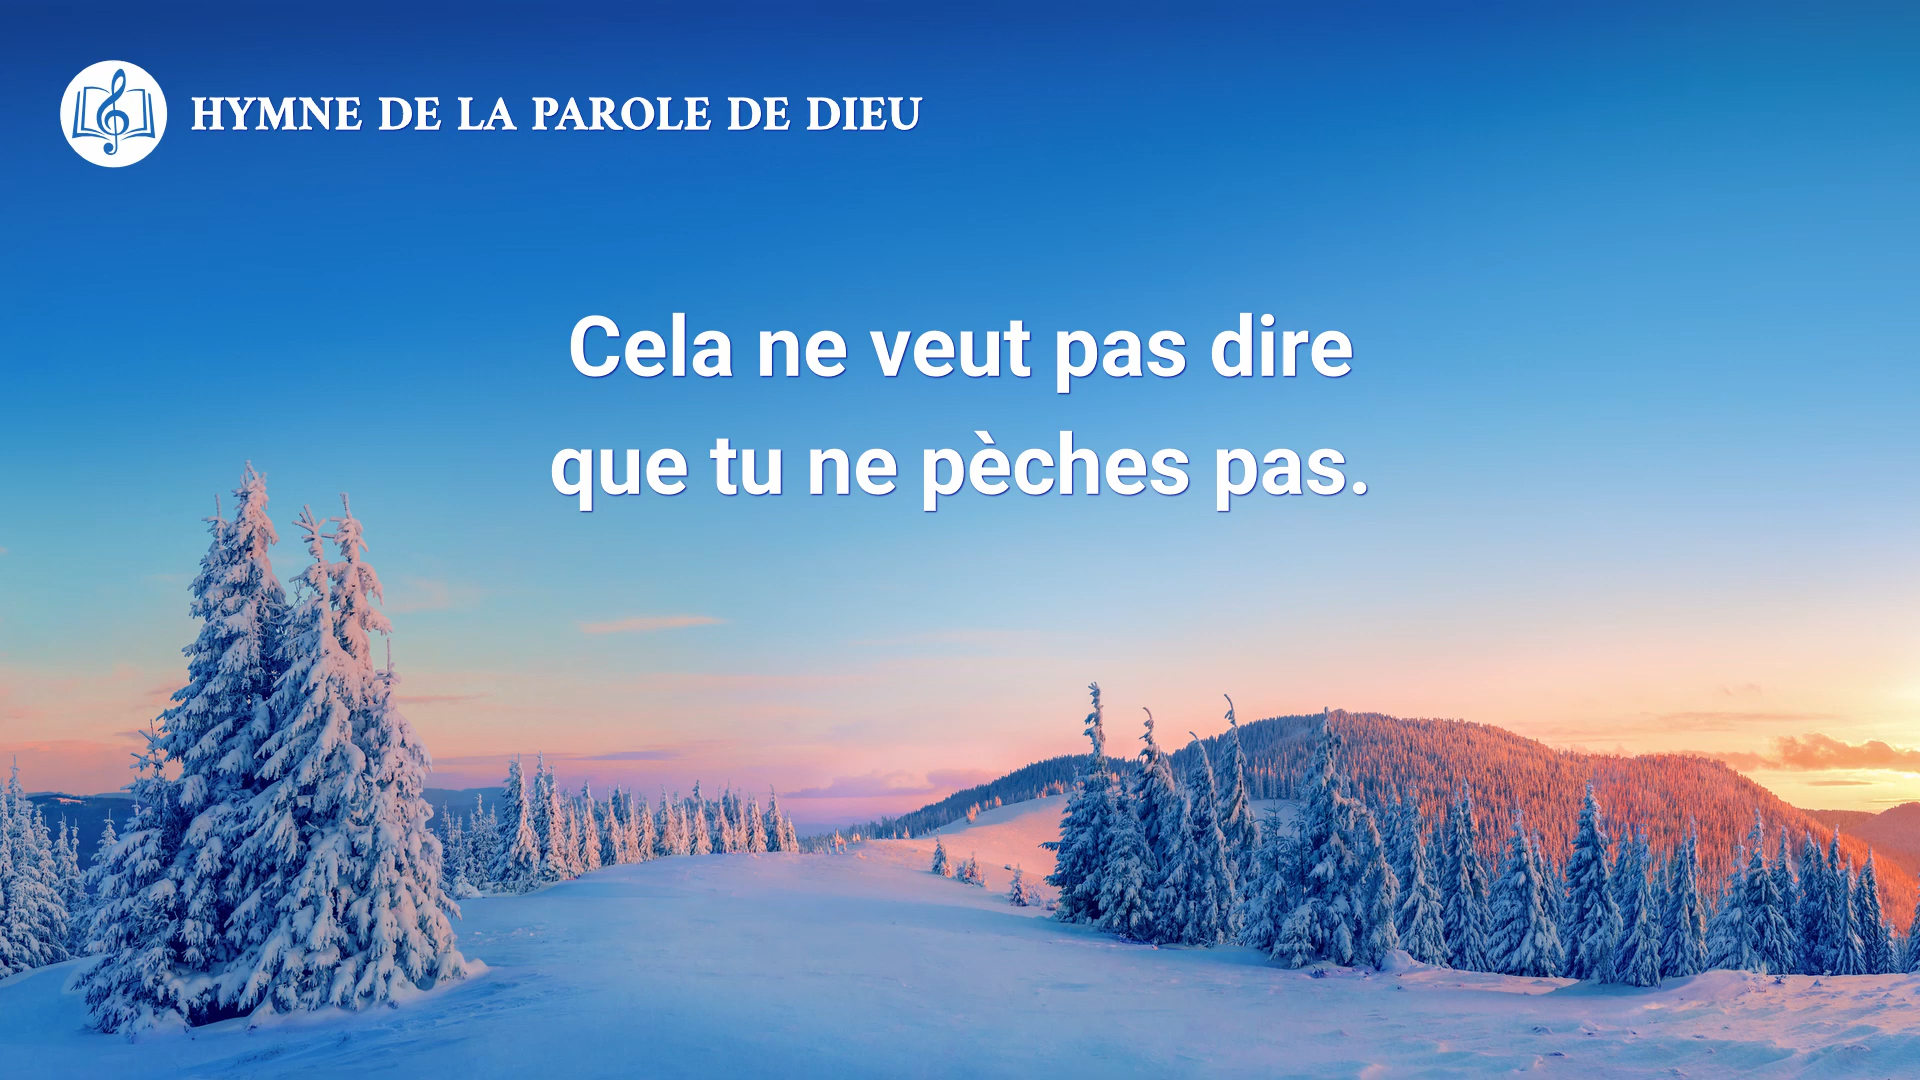 HYMNE DE LA PAROLE DE DIEU
Cela ne veut pas dire
que tu ne pèches pas.